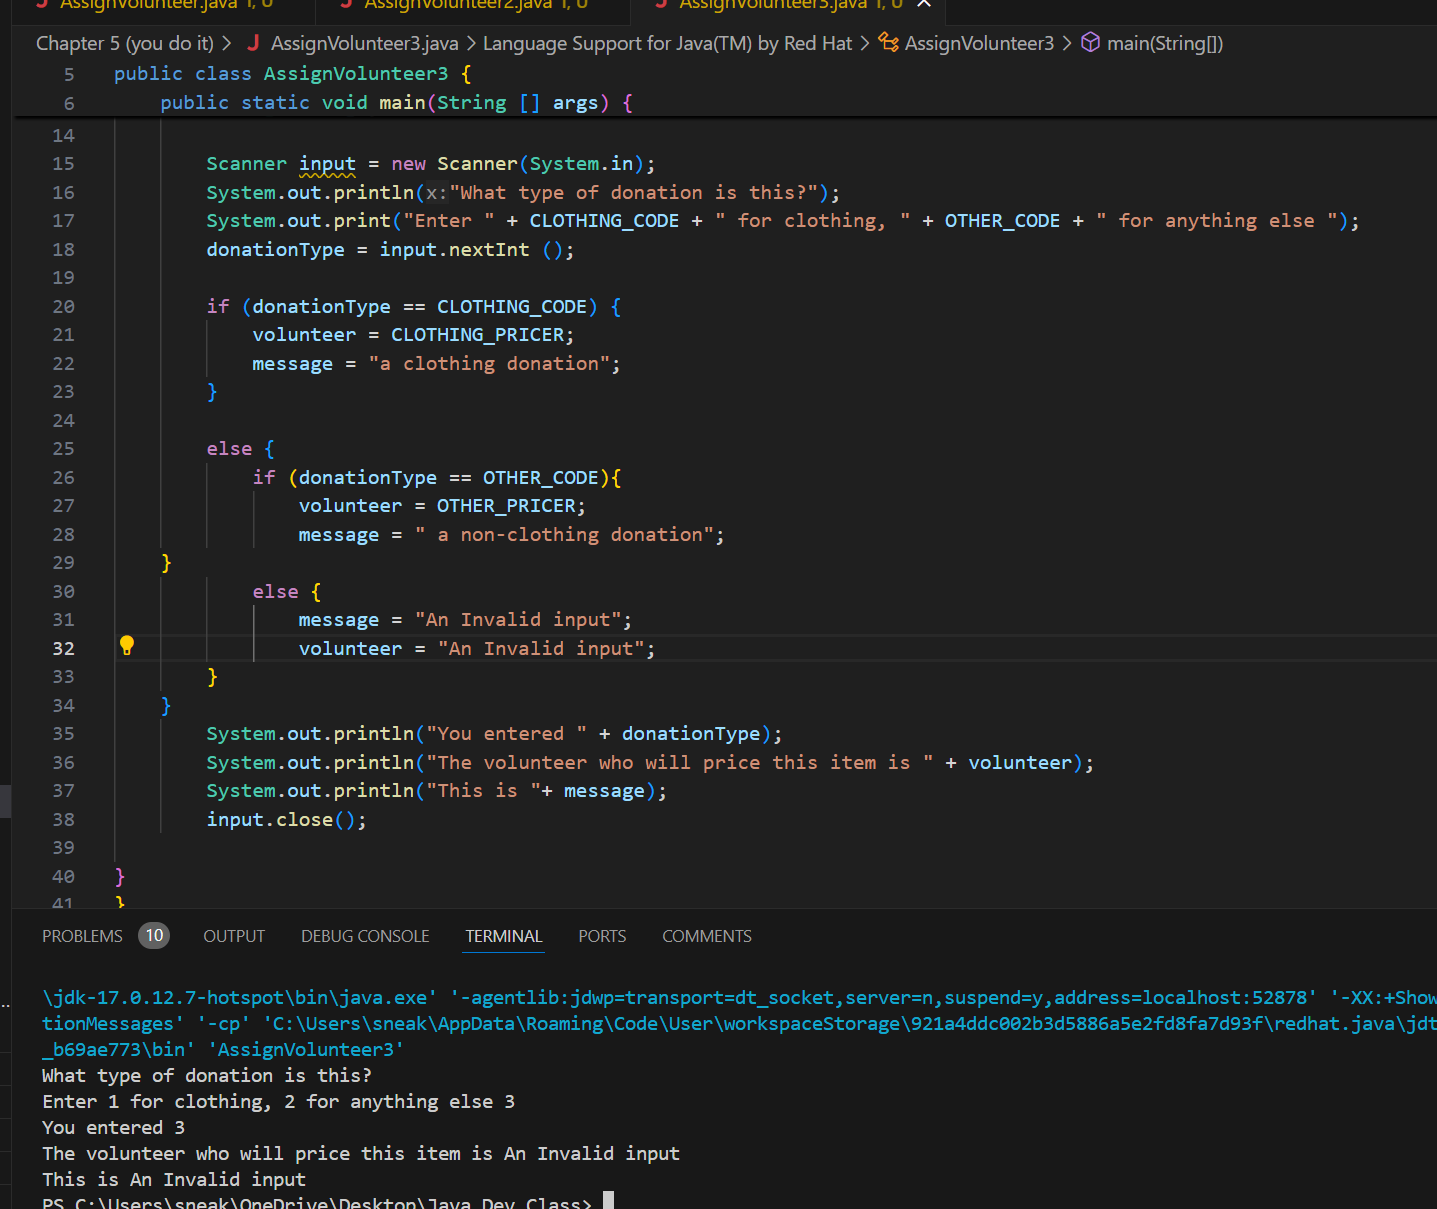 AssignVolunteer.java 1, U AssignVolunteer2.java 1, U AssignVolunteer3.java 1, U
Chapter 5 (you do it) > AssignVolunteer3.java > Language Support for Java(TM) by Red Hat > AssignVolunteer3 > main(String[])
5 public class AssignVolunteer3 {
6 public static void main(String [] args) {
14
15 Scanner input = new Scanner(System.in);
16 System.out.println(x:"What type of donation is this?");
17 System.out.print("Enter " + CLOTHING_CODE + " for clothing, " + OTHER_CODE + " for anything else ");
18 donationType = input.nextInt ();
19
20 if (donationType == CLOTHING_CODE) {
21 volunteer = CLOTHING_PRICER;
22 message = "a clothing donation";
23 }
24
25 else {
26 if (donationType == OTHER_CODE){
27 volunteer = OTHER_PRICER;
28 message = " a non-clothing donation";
29 }
30 else {
31 message = "An Invalid input";
32 volunteer = "An Invalid input";
33 }
34 }
35 System.out.println("You entered " + donationType);
36 System.out.println("The volunteer who will price this item is " + volunteer);
37 System.out.println("This is "+ message);
38 input.close();
39
40 }
41 }
PROBLEMS 10 OUTPUT DEBUG CONSOLE TERMINAL PORTS COMMENTS
\jdk-17.0.12.7-hotspot\bin\java.exe' '-agentlib:jdwp=transport=dt_socket,server=n,suspend=y,address=localhost:52878' '-XX:+Show
tionMessages' '-cp' 'C:\Users\sneak\AppData\Roaming\Code\User\workspaceStorage\921a4ddc002b3d5886a5e2fd8fa7d93f\redhat.java\jdt
_b69ae773\bin' 'AssignVolunteer3'
What type of donation is this?
Enter 1 for clothing, 2 for anything else 3
You entered 3
The volunteer who will price this item is An Invalid input
This is An Invalid input
PS C:\Users\sneak\OneDrive\Desktop\Java Dev Class>